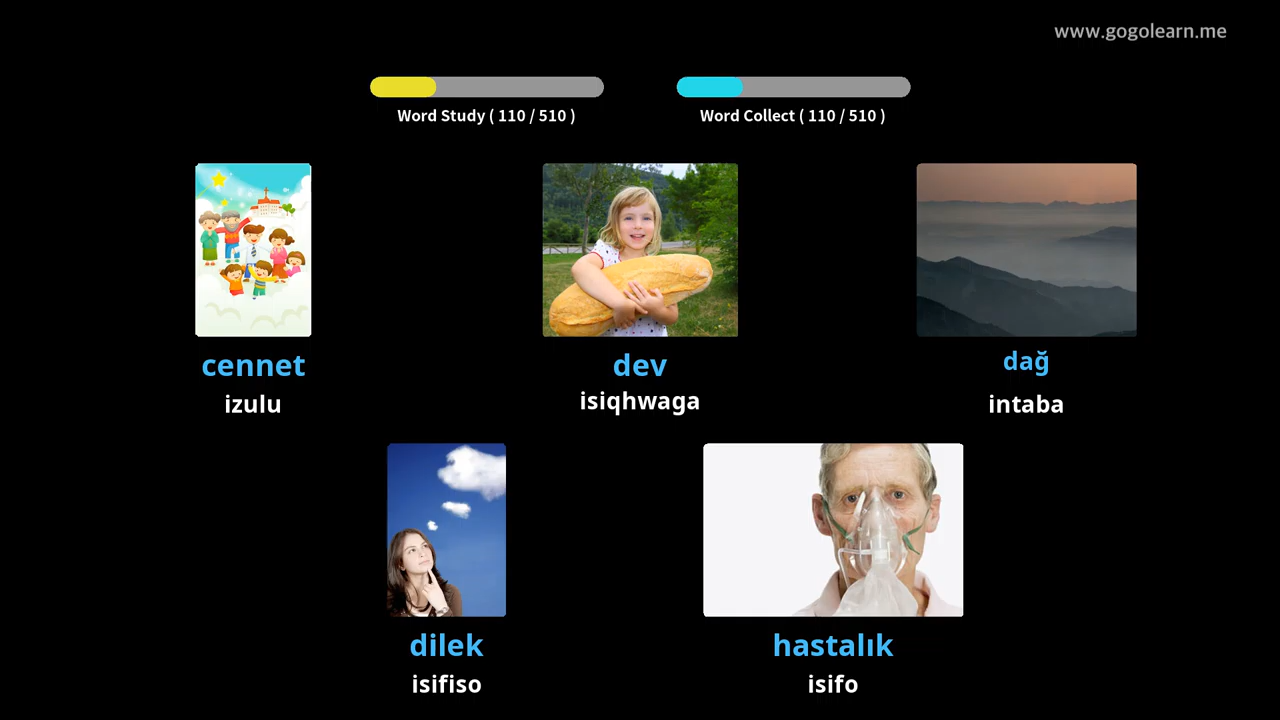 www.gogolearn.me
Word Study ( 110 / 510 )
Word Collect ( 110 / 510 )
cennet
izulu
dev
isiqhwaga
dağ
intaba
dilek
isifiso
hastalık
isifo